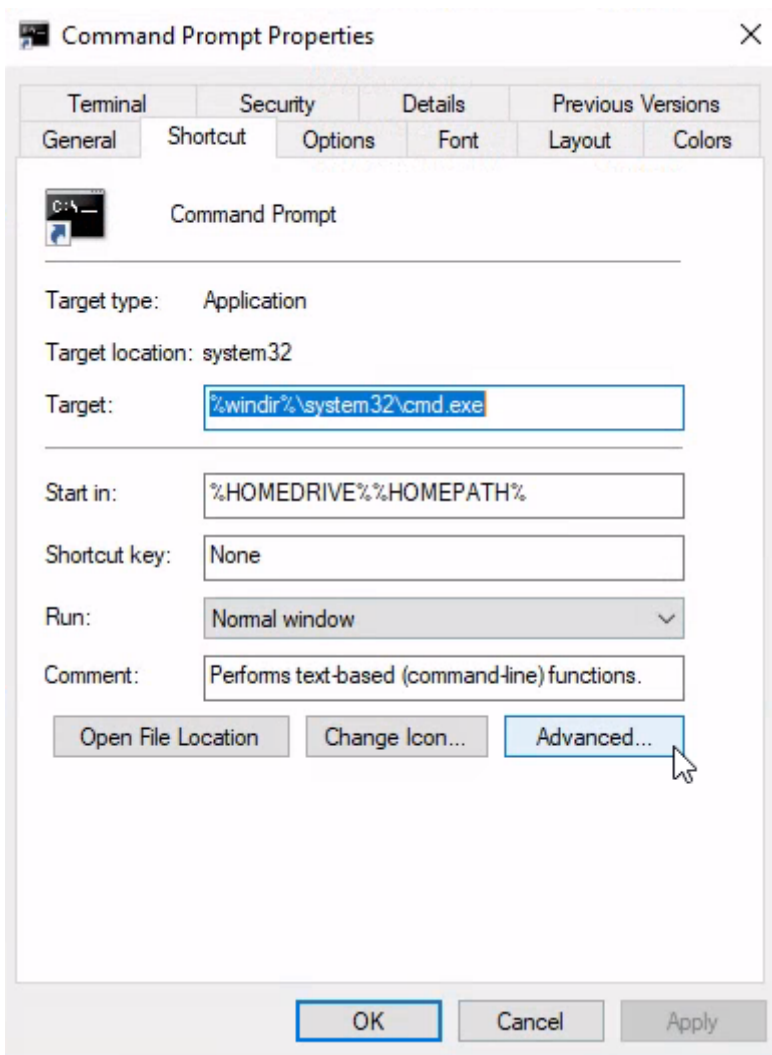 Command Prompt Properties
Terminal Security Details Previous Versions
General Shortcut Options Font Layout Colors
C:\_
Command Prompt
Target type: Application
Target location: system32
Target: %windir%\system32\cmd.exe
Start in: %HOMEDRIVE%%HOMEPATH%
Shortcut key: None
Run: Normal window
Comment: Performs text-based (command-line) functions.
Open File Location Change Icon... Advanced...
OK Cancel Apply